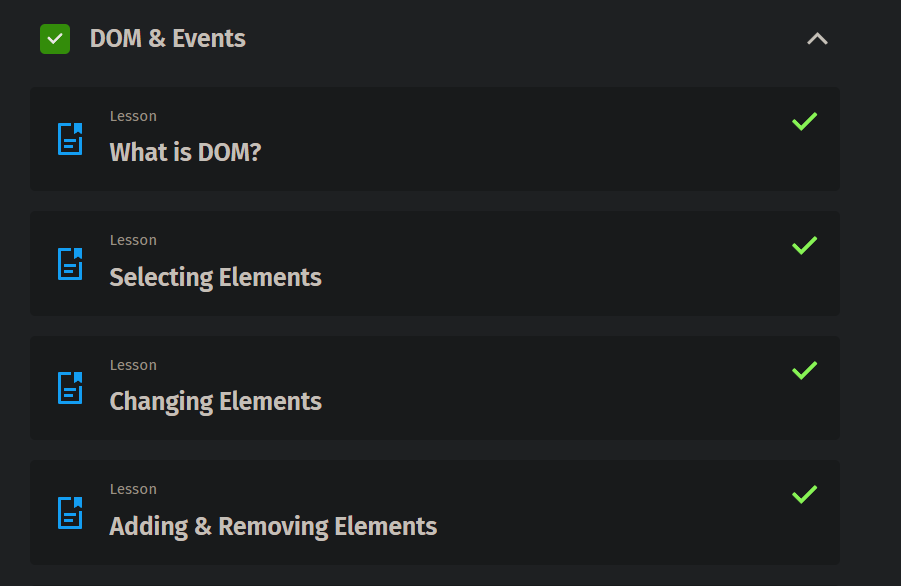 DOM & Events
Lesson
What is DOM?
Lesson
Selecting Elements
Lesson
Changing Elements
Lesson
Adding & Removing Elements